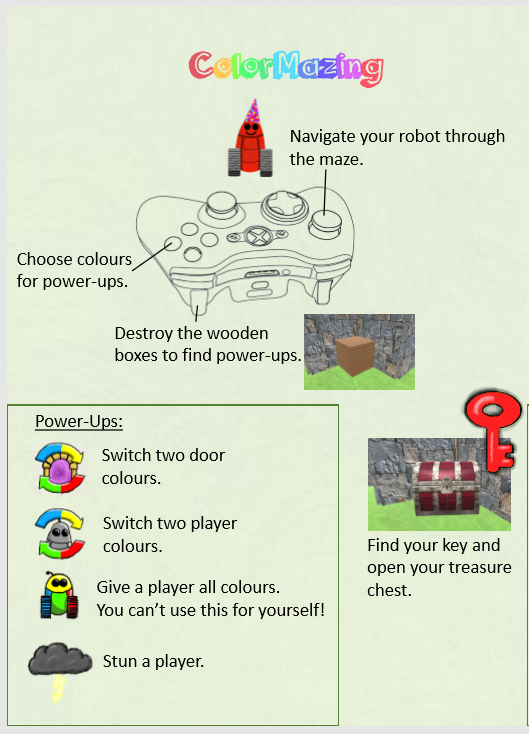 ColorMazing
Navigate your robot through
the maze.
Choose colours
for power-ups.
Destroy the wooden
boxes to find power-ups.
Power-Ups:
Switch two door
colours.
Switch two player
colours.
Give a player all colours.
You can't use this for yourself!
Stun a player.
Find your key and
open your treasure
chest.